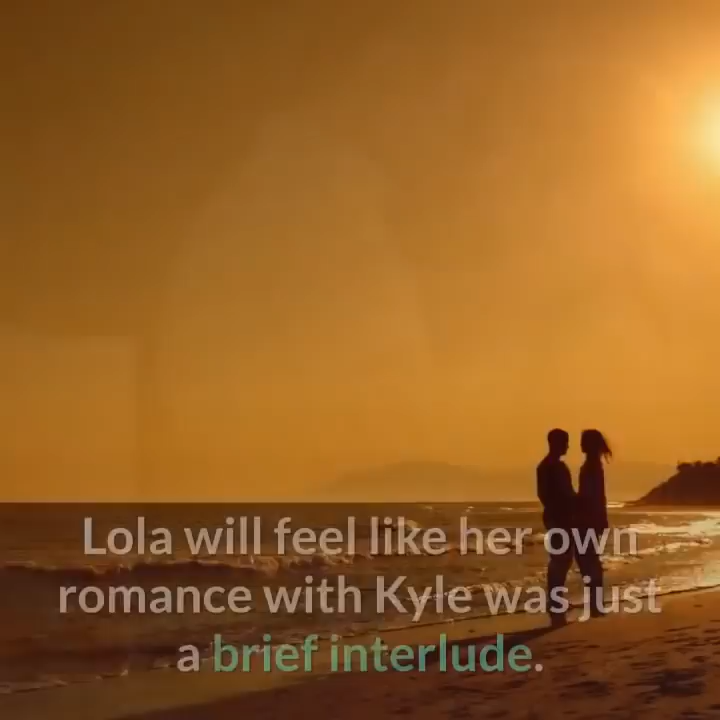 Lola will feel like her own
romance with Kyle was just
a brief interlude.